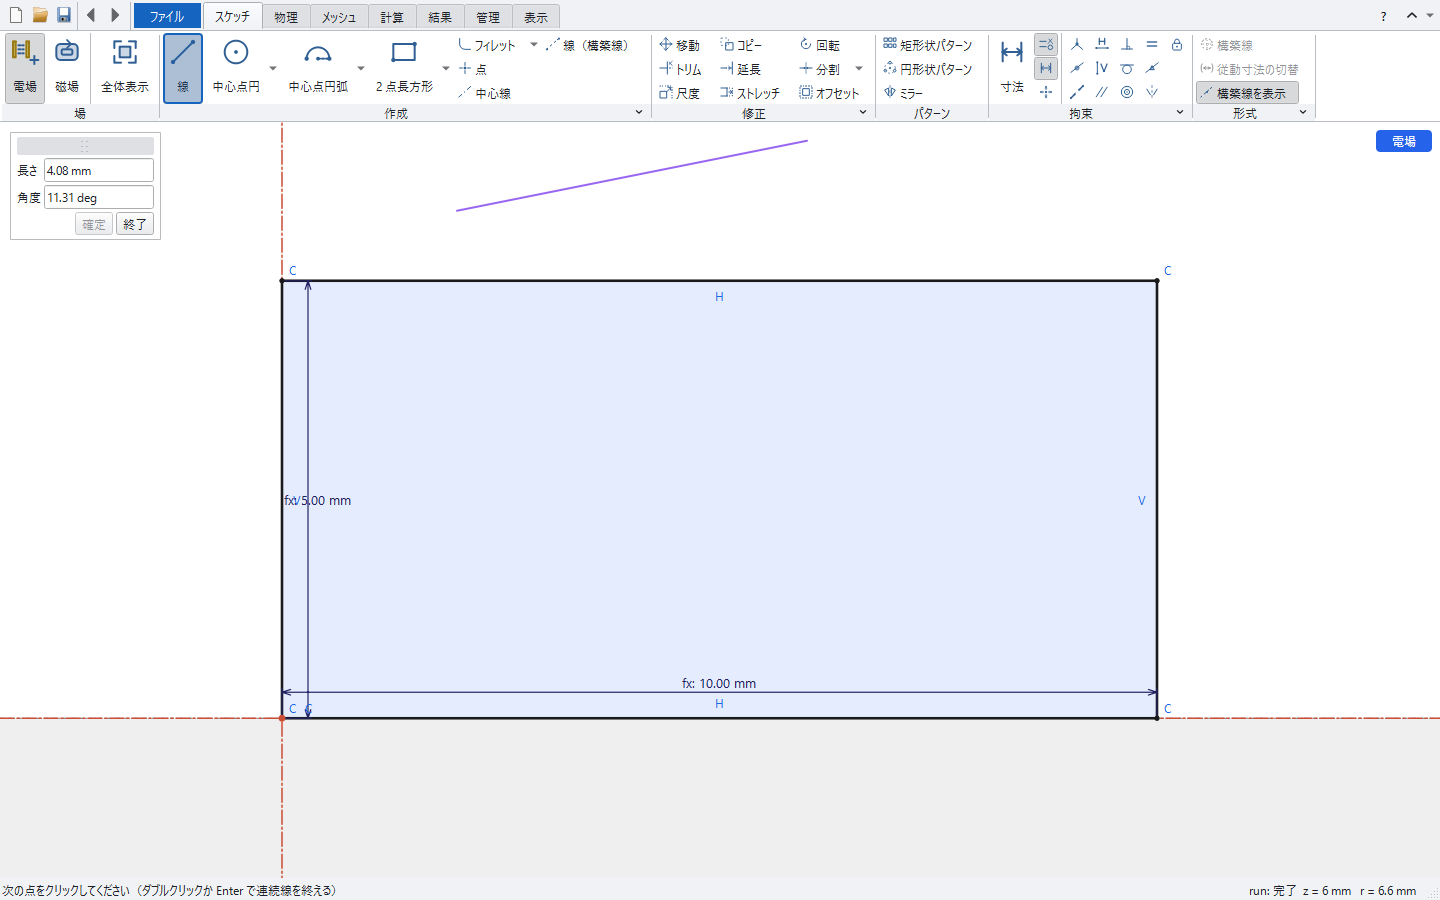 ファイル スケッチ 物理 メッシュ 計算 結果 管理 表示 ?
電場 磁場 全体表示 線 中心点円 中心点円弧 2 点長方形
フィレット 線（構築線） 移動 コピー 回転 矩形状パターン 構築線
点 トリム 延長 分割 円形状パターン 従動寸法の切替
中心線 尺度 ストレッチ オフセット ミラー 寸法 構築線を表示
場 作成 修正 パターン 拘束 形式
電場
長さ 4.08 mm
角度 11.31 deg
確定 終了
C C
H
5.00 mm V
fx: 10.00 mm
H
C C
次の点をクリックしてください（ダブルクリックか Enter で連続線を終える） run: 完了 z = 6 mm r = 6.6 mm